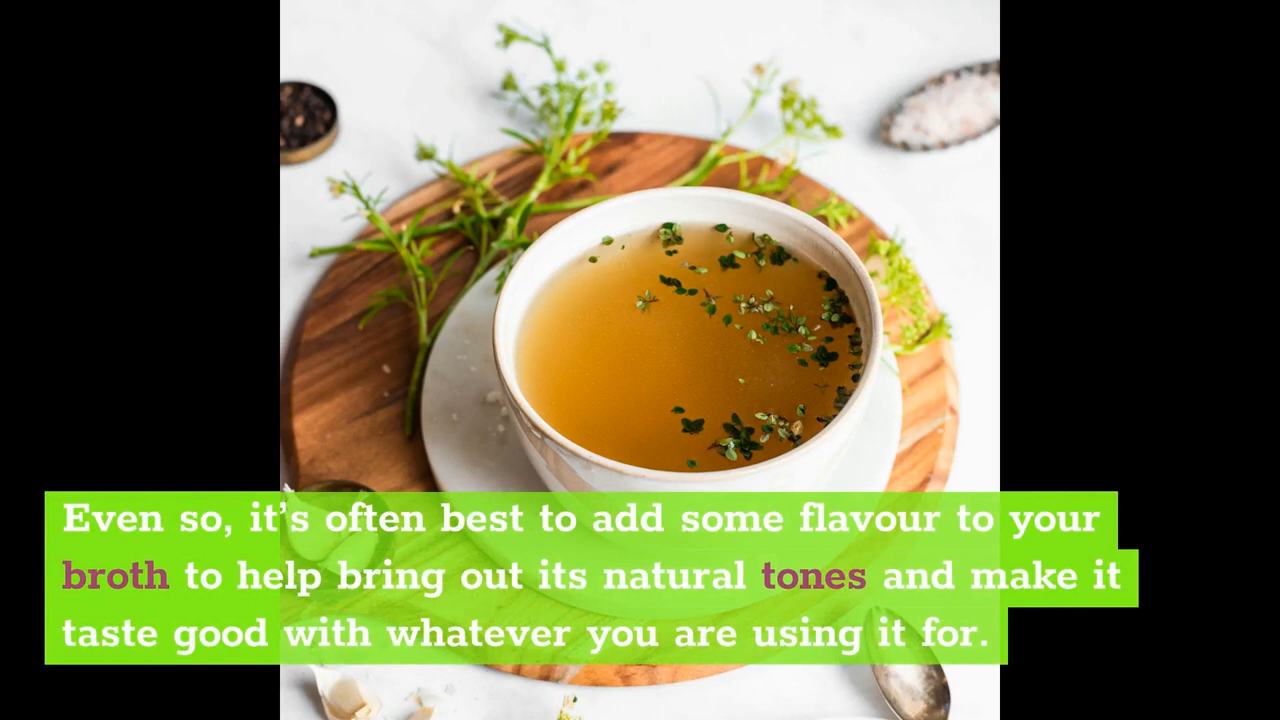 Even so, it’s often best to add some flavour to your
broth to help bring out its natural tones and make it
taste good with whatever you are using it for.